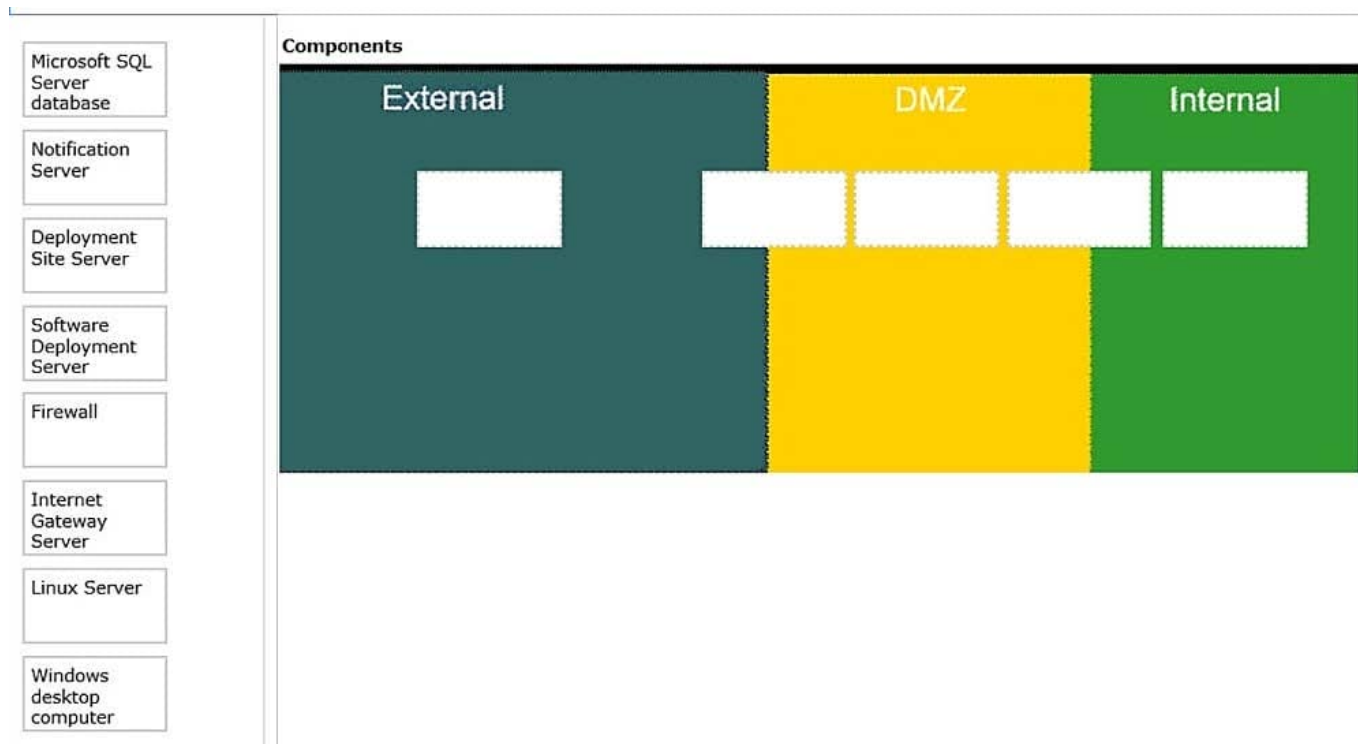 Components
Microsoft SQL
Server
database
Notification
Server
Deployment
Site Server
Software
Deployment
Server
Firewall
Internet
Gateway
Server
Linux Server
Windows
desktop
computer
External
DMZ
Internal